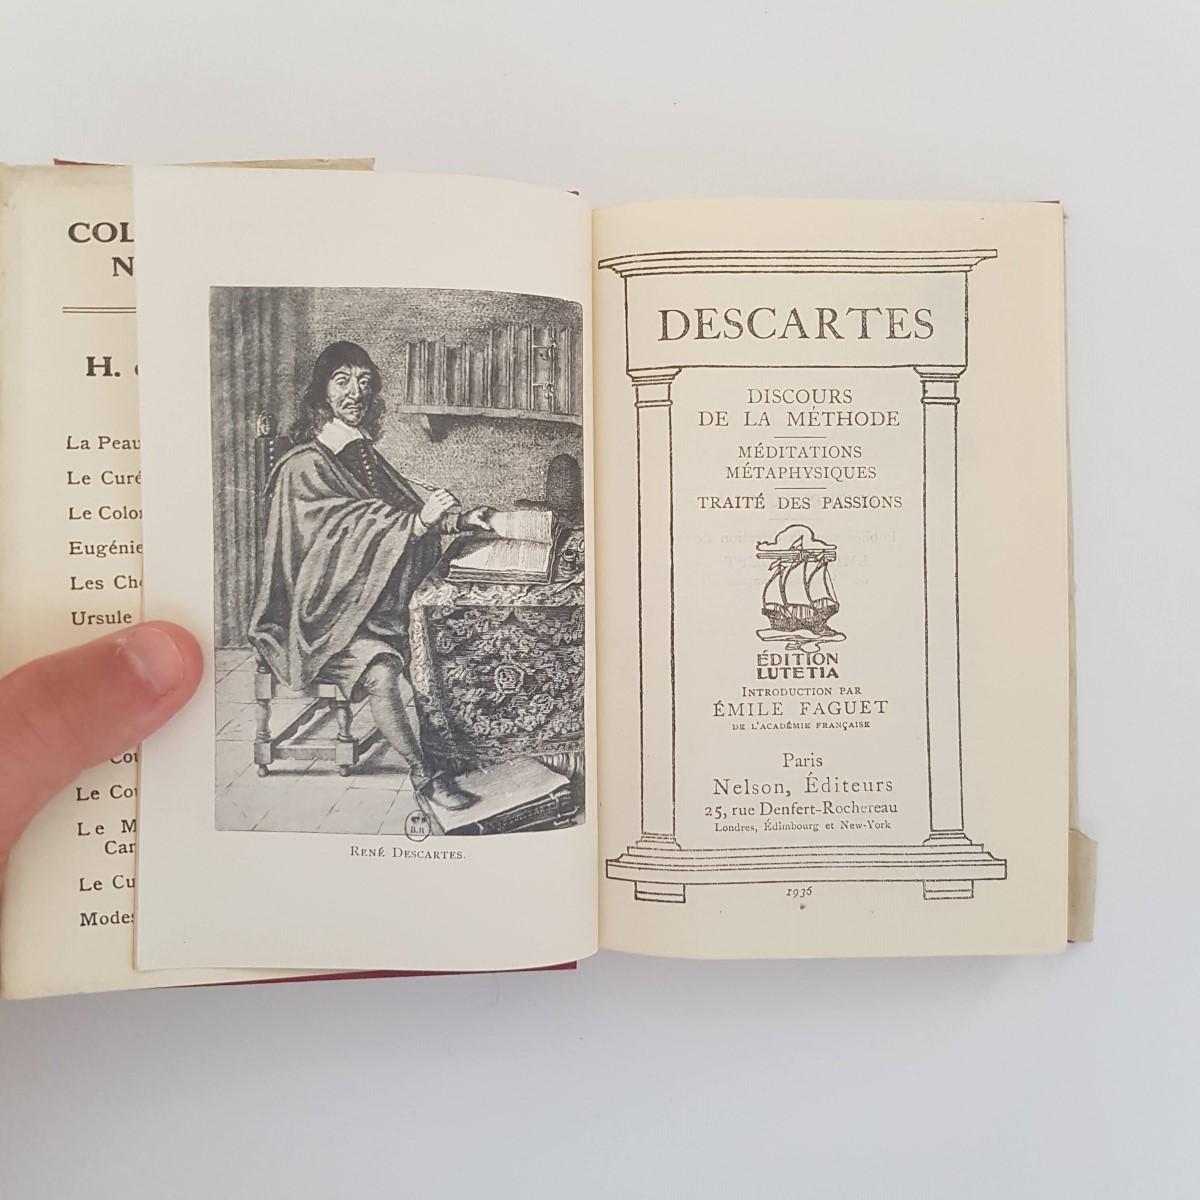 COL
N
H.
La Peau
Le Curé
Le Colo
Eugénie
Les Ch
Ursule
Co
Le Co
Le M
Car
Le Cu
Modes
B.R
RENÉ DESCARTES.
DESCARTES
DISCOURS
DE LA MÉTHODE
MÉDITATIONS
MÉTAPHYSIQUES
TRAITÉ DES PASSIONS
ÉDITION
LUTETIA
INTRODUCTION PAR
ÉMILE FAGUET
DE L'ACADÉMIE FRANÇAISE
Paris
Nelson, Éditeurs
25, rue Denfert-Rochereau
Londres, Édimbourg et New-York
1936